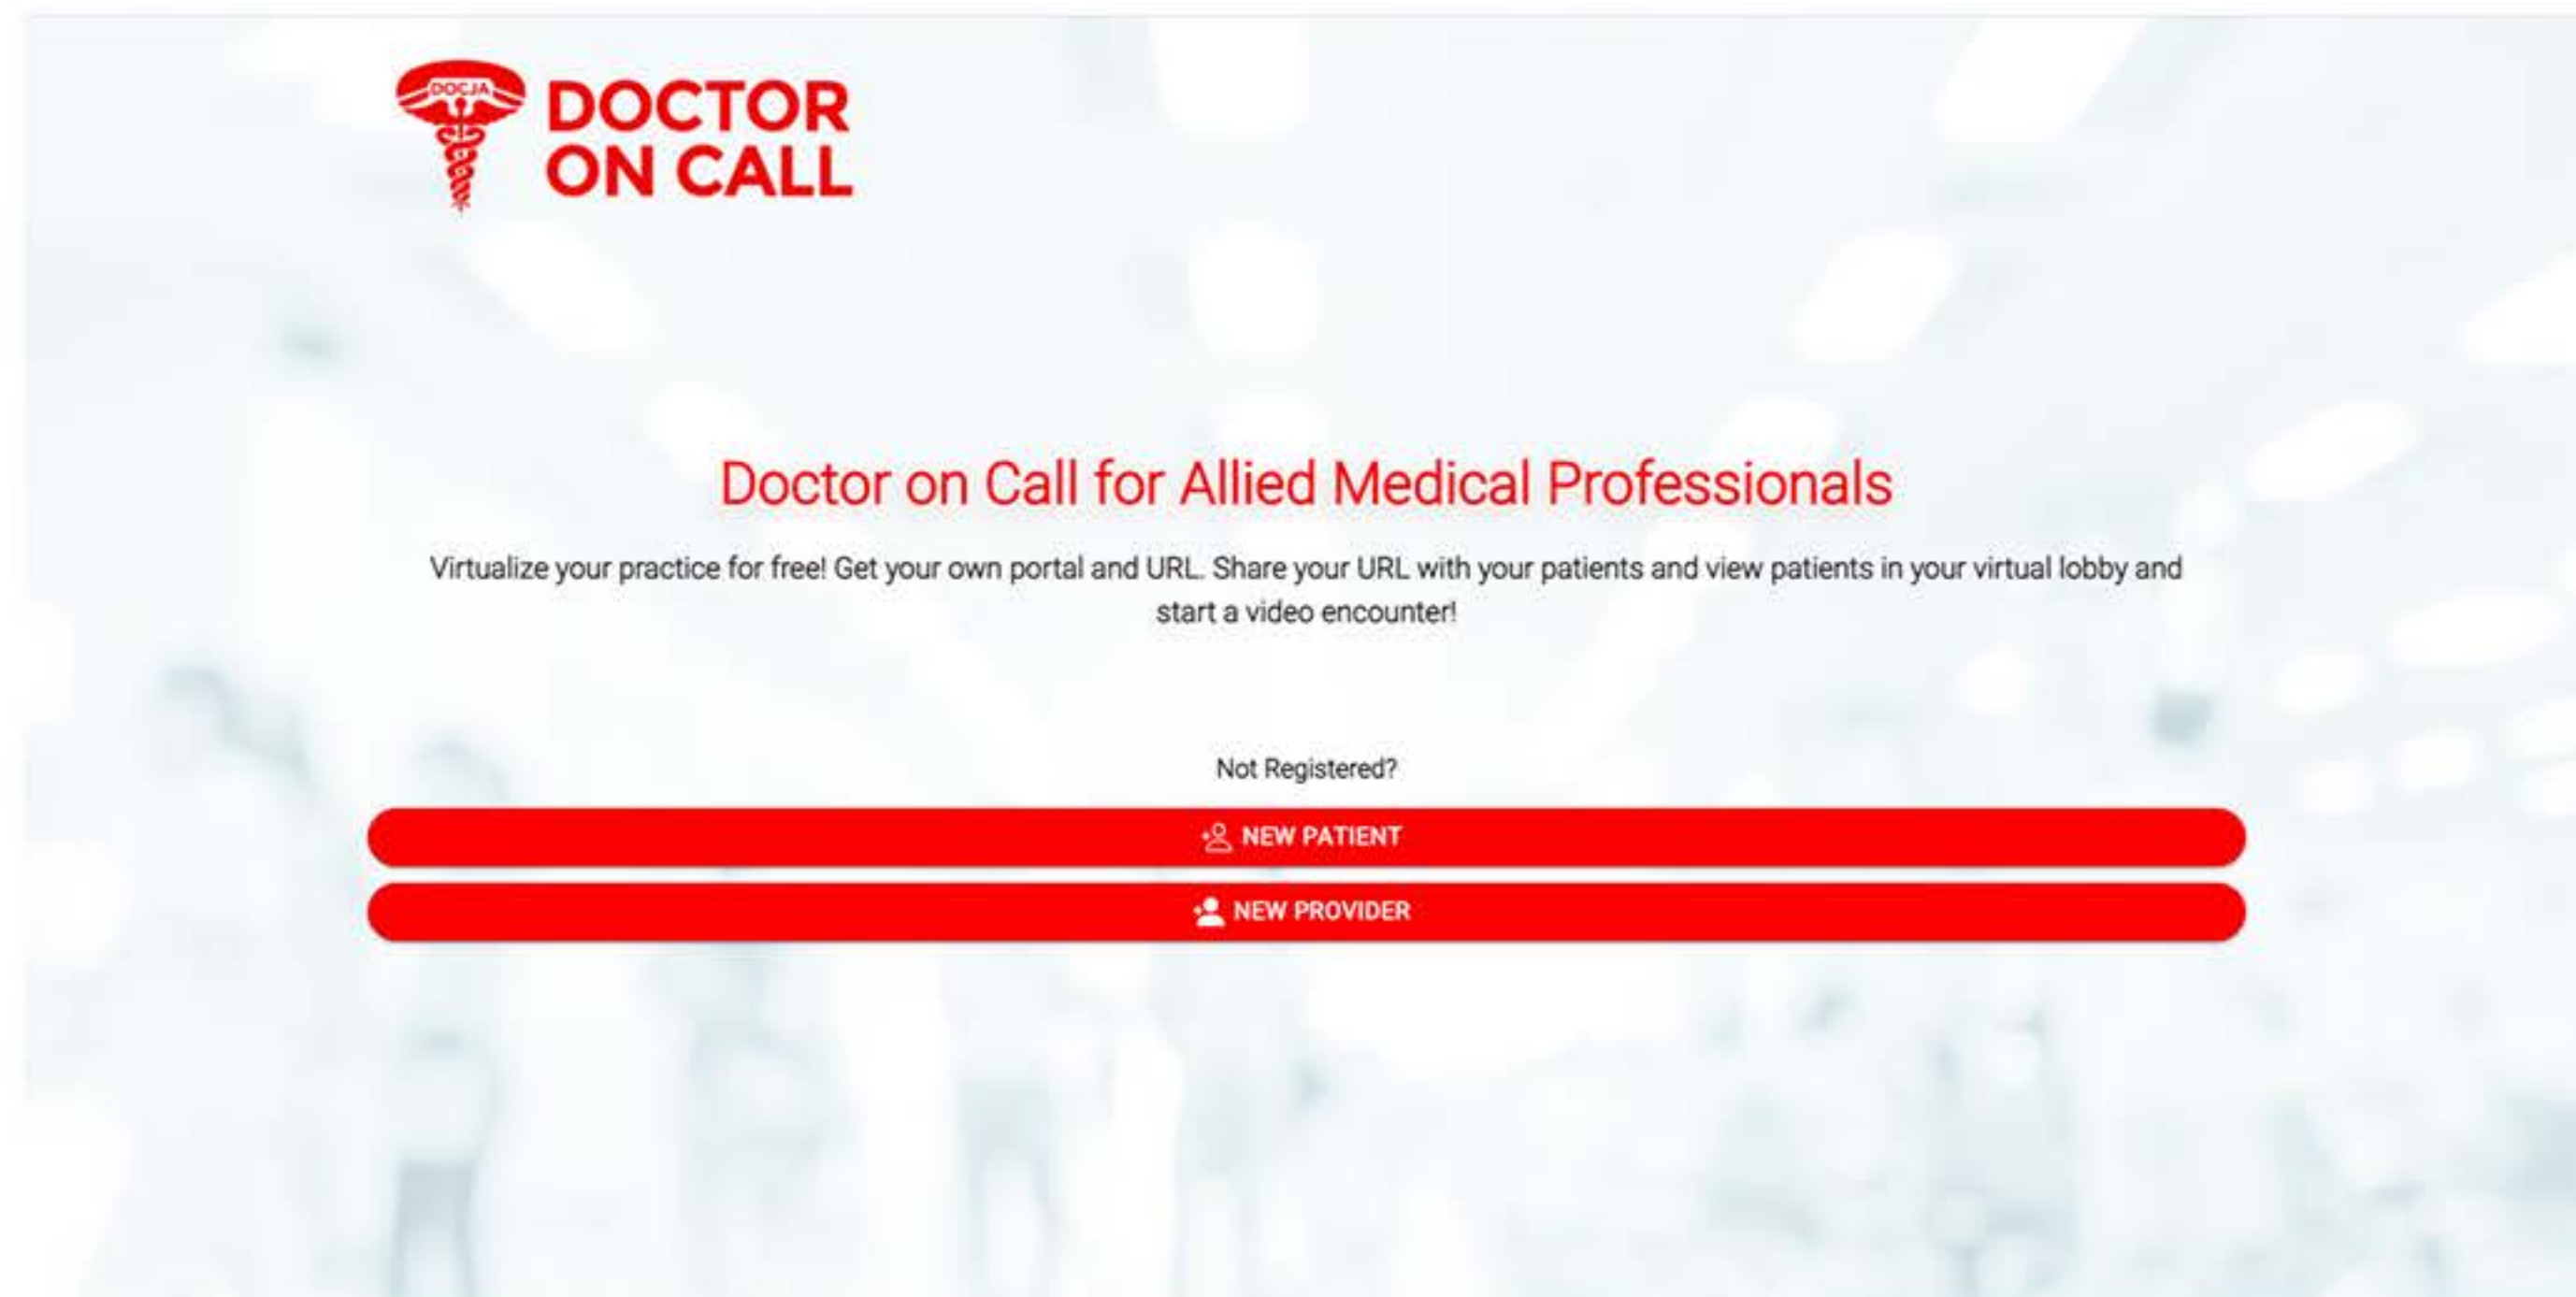 DOCJA
DOCTOR
ON CALL
Doctor on Call for Allied Medical Professionals
Virtualize your practice for free! Get your own portal and URL. Share your URL with your patients and view patients in your virtual lobby and
start a video encounter!
Not Registered?
NEW PATIENT
NEW PROVIDER